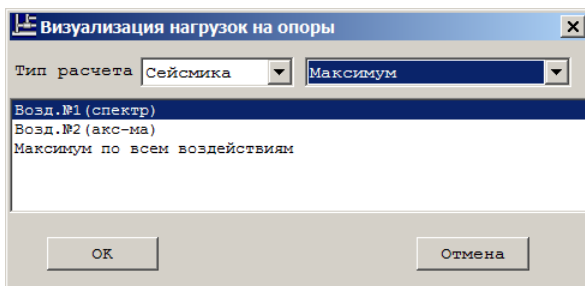 Визуализация нагрузок на опоры
Тип расчета Сейсмика Максимум
Возд.№1(спектр)
Возд.№2(акс-ма)
Максимум по всем воздействиям
OK Отмена